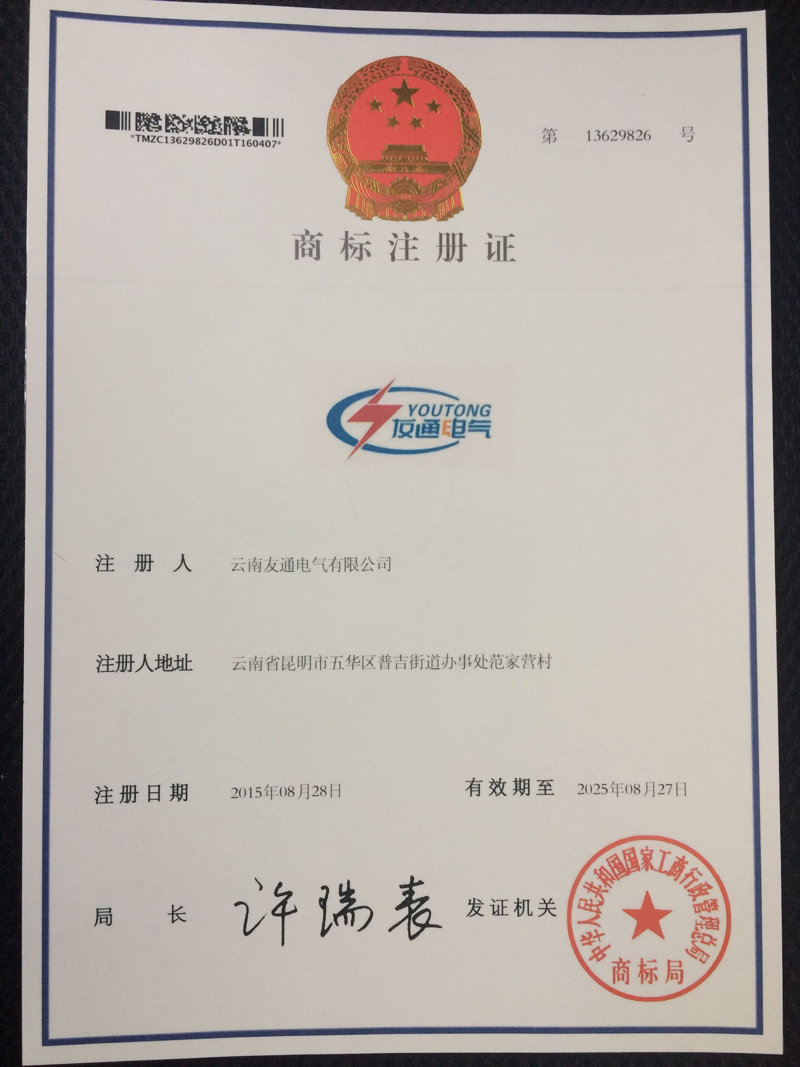 *TMZC13629826D01T160407*
第 13629826 号
商标注册证
YOUTONG
友通电气
注册人 云南友通电气有限公司
注册人地址 云南省昆明市五华区普吉街道办事处范家营村
注册日期 2015年08月28日 有效期至 2025年08月27日
局长 许瑞表 发证机关
中华人民共和国国家工商行政管理总局
商标局